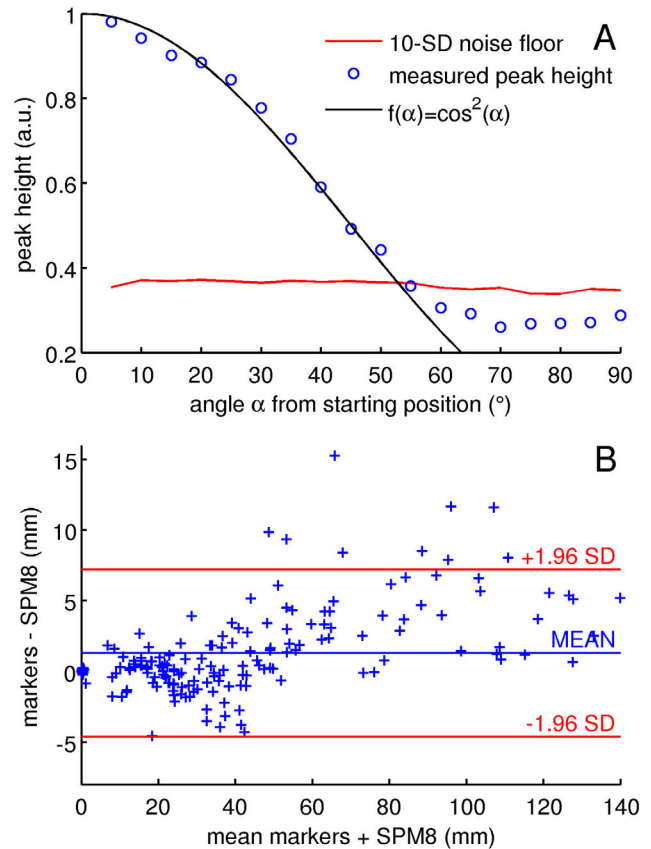 1
0.8
0.6
0.4
0.2
0 10 20 30 40 50 60 70 80 90
peak height (a.u.)
angle α from starting position (°)
10-SD noise floor
measured peak height
f(α)=cos²(α)
A
15
10
5
0
-5
0 20 40 60 80 100 120 140
markers - SPM8 (mm)
mean markers + SPM8 (mm)
B
+1.96 SD
MEAN
-1.96 SD